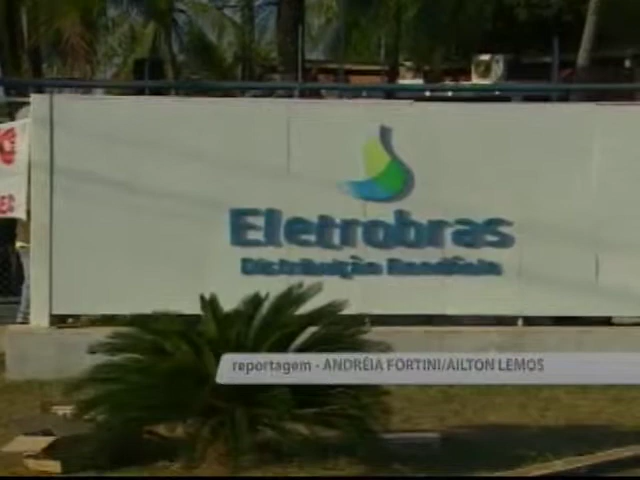 Eletrobras
Distribuição Rondônia
reportagem - ANDRÉIA FORTINI/AILTON LEMOS